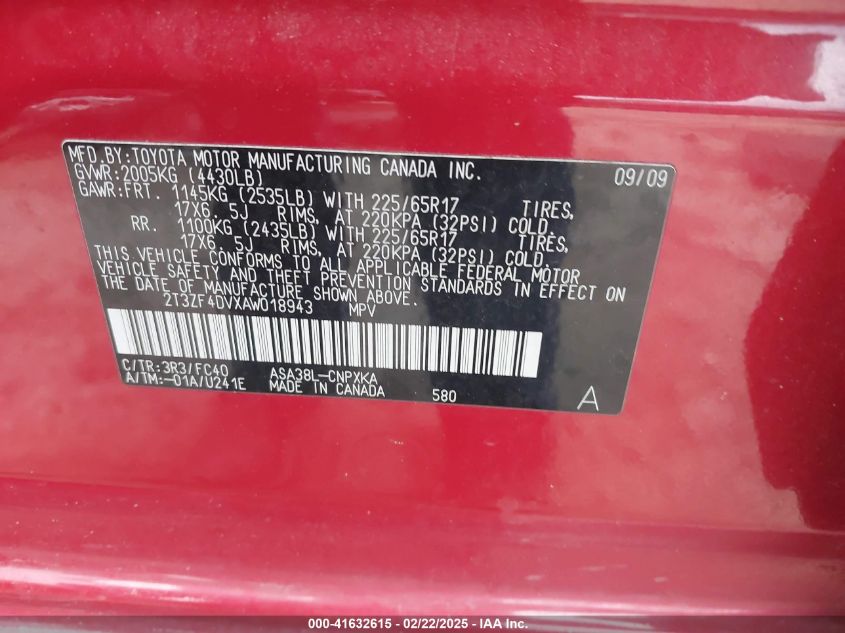 MFD. BY: TOYOTA MOTOR MANUFACTURING CANADA INC. 09/09
GVWR: 2005KG (4430LB)
GAWR: FRT. 1145KG (2535LB) WITH 225/65R17 TIRES,
17X6. 5J RIMS, AT 220KPA (32PSI) COLD.
RR. 1100KG (2435LB) WITH 225/65R17 TIRES,
17X6. 5J RIMS, AT 220KPA (32PSI) COLD.
THIS VEHICLE CONFORMS TO ALL APPLICABLE FEDERAL MOTOR
VEHICLE SAFETY AND THEFT PREVENTION STANDARDS IN EFFECT ON
THE DATE OF MANUFACTURE SHOWN ABOVE.
2T3ZF4DVXAW018943 MPV
C/TR: 3R3/FC40 ASA38L-CNPXKA
A/TM: -01A/U241E MADE IN CANADA 580 A
000-41632615 - 02/22/2025 - IAA Inc.